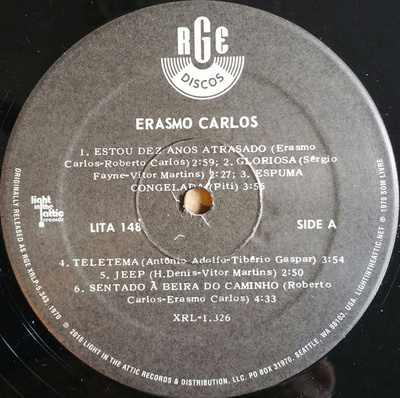 RGE
DISCOS
ERASMO CARLOS
1. ESTOU DEZ ANOS ATRASADO (Erasmo
Carlos-Roberto Carlos) 2:59; 2. GLORIOSA (Sérgio
Fayne-Vitor Martins) 2:27; 3. ESPUMA
CONGELADA (Piti) 3:56
light
in the
attic
records
LITA 148
SIDE A
4. TELETEMA (Antônio Adolfo-Tibério Gaspar) 3:54
5. JEEP (H.Denis-Vitor Martins) 2:50
6. SENTADO À BEIRA DO CAMINHO (Roberto
Carlos-Erasmo Carlos) 4:33
XRL-1.326
ORIGINALLY RELEASED AS RGE XRLP-5.343, 1970
℗ 1970 SOM LIVRE
℗ 2016 LIGHT IN THE ATTIC RECORDS & DISTRIBUTION, LLC. PO BOX 31970, SEATTLE, WA 98103, USA. LIGHTINTHEATTIC.NET